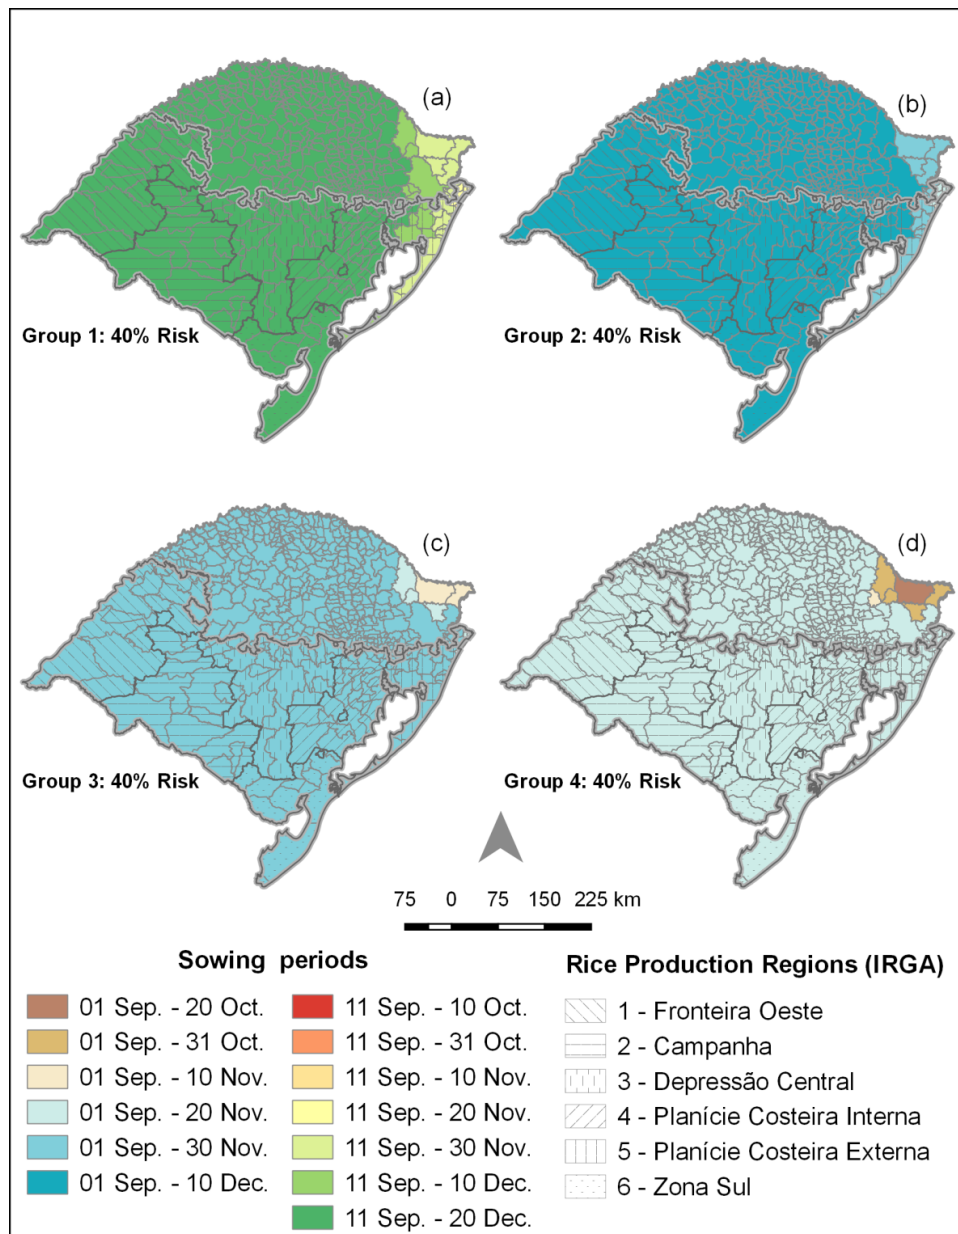 (a)
(b)
Group 1: 40% Risk
Group 2: 40% Risk
(c)
(d)
Group 3: 40% Risk
Group 4: 40% Risk
75 0 75 150 225 km
Sowing periods
01 Sep. - 20 Oct.
01 Sep. - 31 Oct.
01 Sep. - 10 Nov.
01 Sep. - 20 Nov.
01 Sep. - 30 Nov.
01 Sep. - 10 Dec.
11 Sep. - 10 Oct.
11 Sep. - 31 Oct.
11 Sep. - 10 Nov.
11 Sep. - 20 Nov.
11 Sep. - 30 Nov.
11 Sep. - 10 Dec.
11 Sep. - 20 Dec.
Rice Production Regions (IRGA)
1 - Fronteira Oeste
2 - Campanha
3 - Depressão Central
4 - Planície Costeira Interna
5 - Planície Costeira Externa
6 - Zona Sul